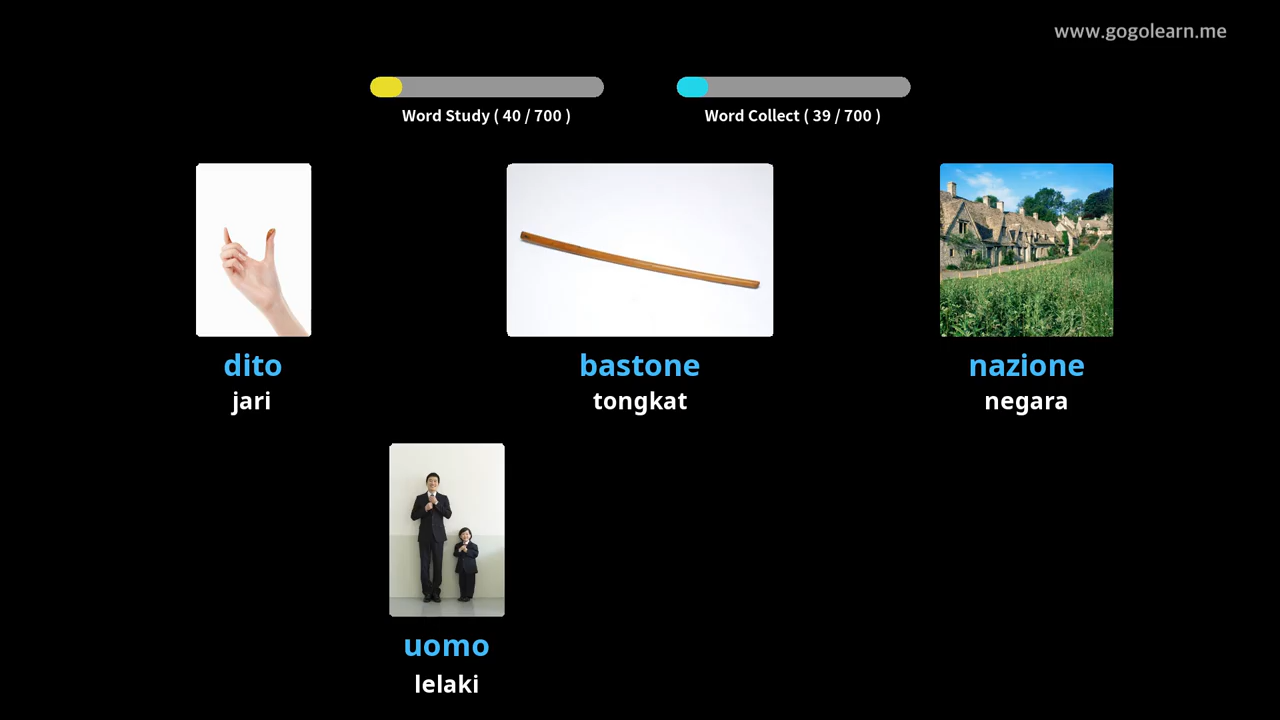 www.gogolearn.me
Word Study ( 40 / 700 )
Word Collect ( 39 / 700 )
dito
jari
bastone
tongkat
nazione
negara
uomo
lelaki